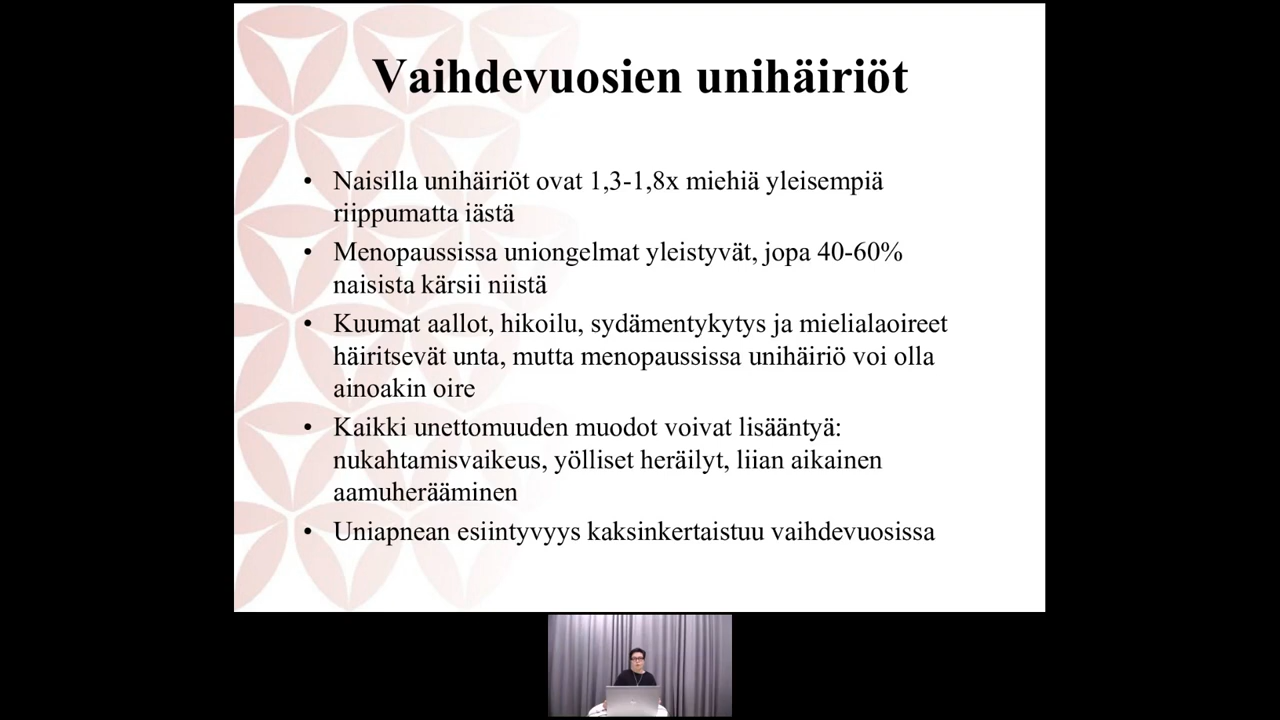 Vaihdevuosien unihäiriöt
• Naisilla unihäiriöt ovat 1,3-1,8x miehiä yleisempiä
riippumatta iästä
• Menopaussissa uniongelmat yleistyvät, jopa 40-60%
naisista kärsii niistä
• Kuumat aallot, hikoilu, sydämentykytys ja mielialaoireet
häiritsevät unta, mutta menopaussissa unihäiriö voi olla
ainoakin oire
• Kaikki unettomuuden muodot voivat lisääntyä:
nukahtamisvaikeus, yölliset heräilyt, liian aikainen
aamuherääminen
• Uniapnean esiintyvyys kaksinkertaistuu vaihdevuosissa